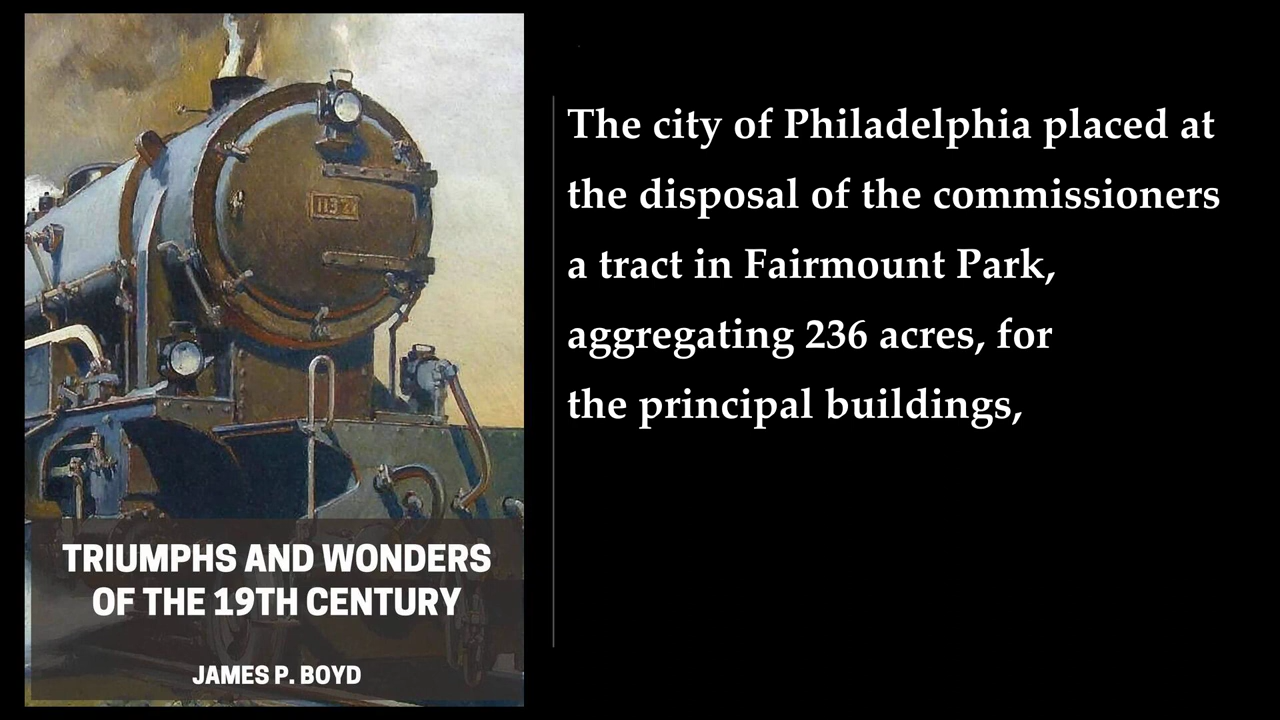 The city of Philadelphia placed at
the disposal of the commissioners
a tract in Fairmount Park,
aggregating 236 acres, for
the principal buildings,
TRIUMPHS AND WONDERS
OF THE 19TH CENTURY
JAMES P. BOYD